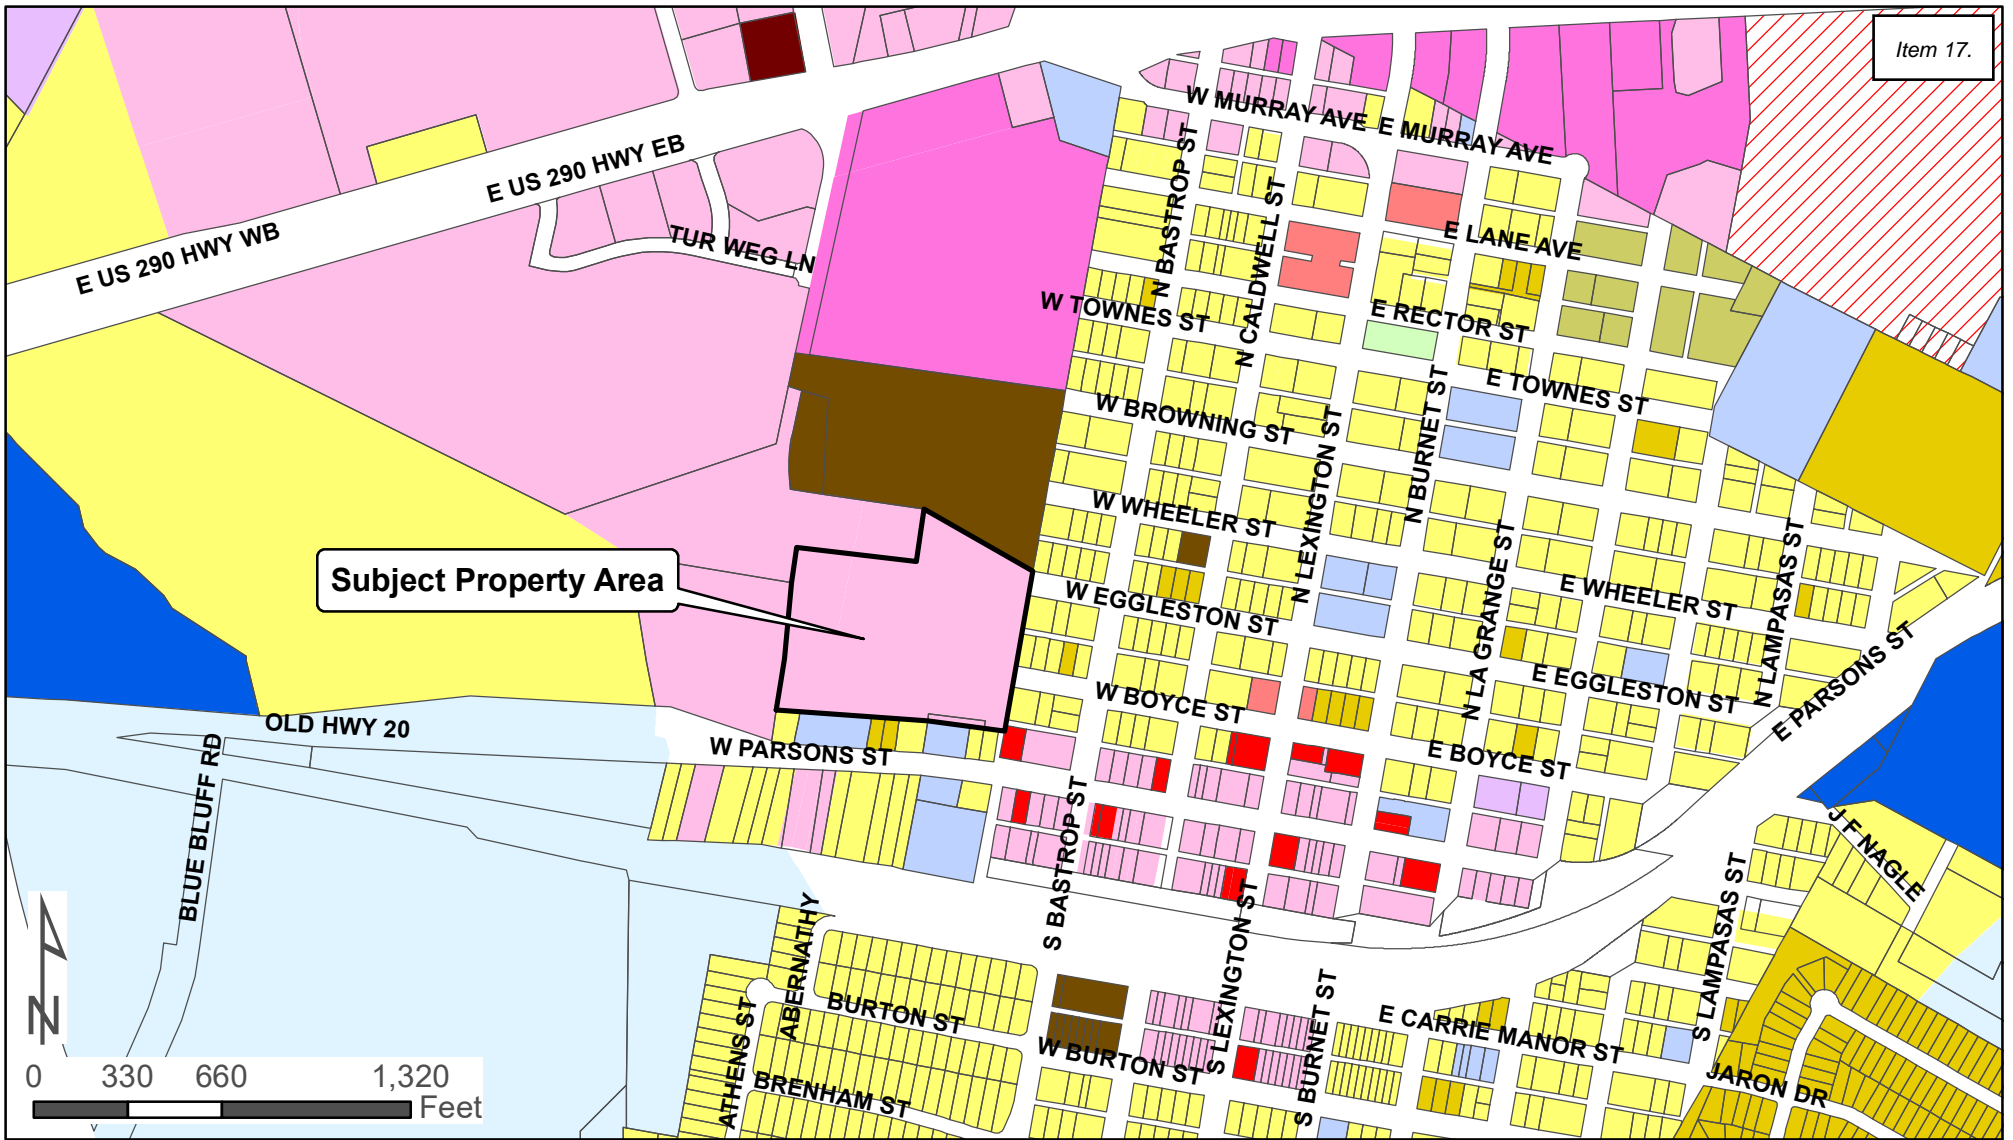 Item 17.
W MURRAY AVE
E MURRAY AVE
E US 290 HWY EB
E US 290 HWY WB
TUR WEG LN
N BASTROP ST
N CALDWELL ST
E LANE AVE
W TOWNES ST
E RECTOR ST
E TOWNES ST
W BROWNING ST
N LEXINGTON ST
N BURNET ST
W WHEELER ST
N LA GRANGE ST
N LAMPASAS ST
E WHEELER ST
Subject Property Area
W EGGLESTON ST
E EGGLESTON ST
E PARSONS ST
W BOYCE ST
E BOYCE ST
OLD HWY 20
W PARSONS ST
BLUE BLUFF RD
S BASTROP ST
J F NAGLE
S LAMPASAS ST
ABERNATHY
S LEXINGTON ST
S BURNET ST
BURTON ST
E CARRIE MANOR ST
W BURTON ST
ATHENS ST
BRENHAM ST
JARON DR
N
0 330 660 1,320
Feet